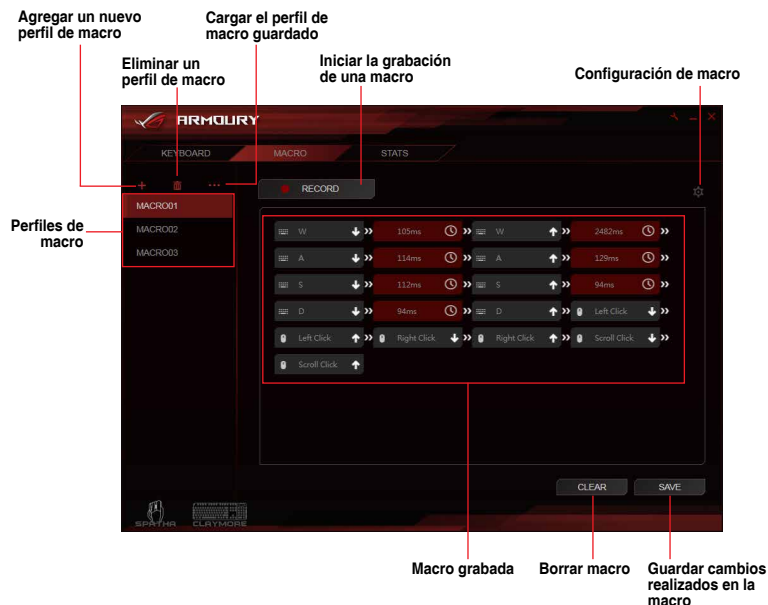 Agregar un nuevo
perfil de macro
Cargar el perfil de
macro guardado
Eliminar un
perfil de macro
Iniciar la grabación
de una macro
Configuración de macro
ARMOURY
KEYBOARD
MACRO
STATS
RECORD
Perfiles de
macro
MACRO01
MACRO02
MACRO03
W 105ms W 2482ms
A 114ms A 129ms
S 112ms S 94ms
D 94ms D Left Click
Left Click Right Click Right Click Scroll Click
Scroll Click
CLEAR
SAVE
SPATHA
CLAYMORE
Macro grabada
Borrar macro
Guardar cambios
realizados en la
macro